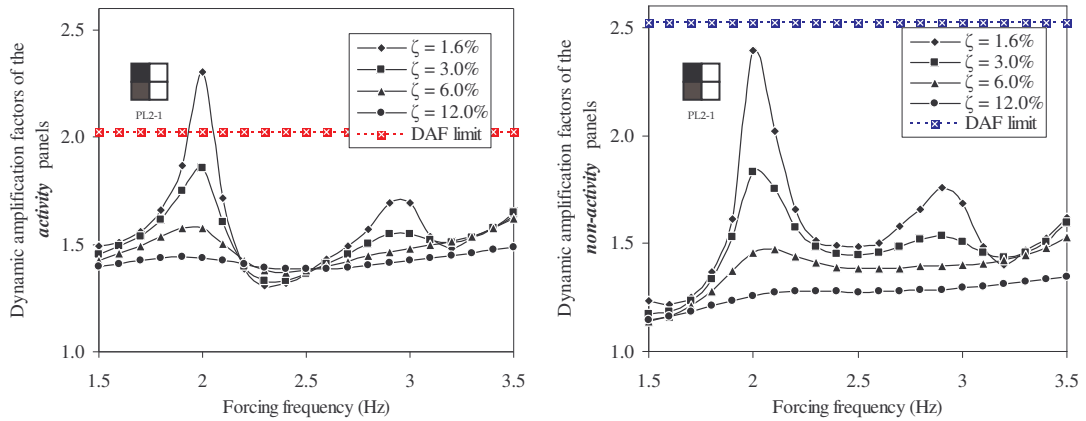 Dynamic amplification factors of the
activity panels
2.5
2.0
1.5
1.0
PL2-1
ζ = 1.6%
ζ = 3.0%
ζ = 6.0%
ζ = 12.0%
DAF limit
1.5 2 2.5 3 3.5
Forcing frequency (Hz)
Dynamic amplification factors of the
non-activity panels
2.5
2.0
1.5
1.0
PL2-1
ζ = 1.6%
ζ = 3.0%
ζ = 6.0%
ζ = 12.0%
DAF limit
1.5 2 2.5 3 3.5
Forcing frequency (Hz)